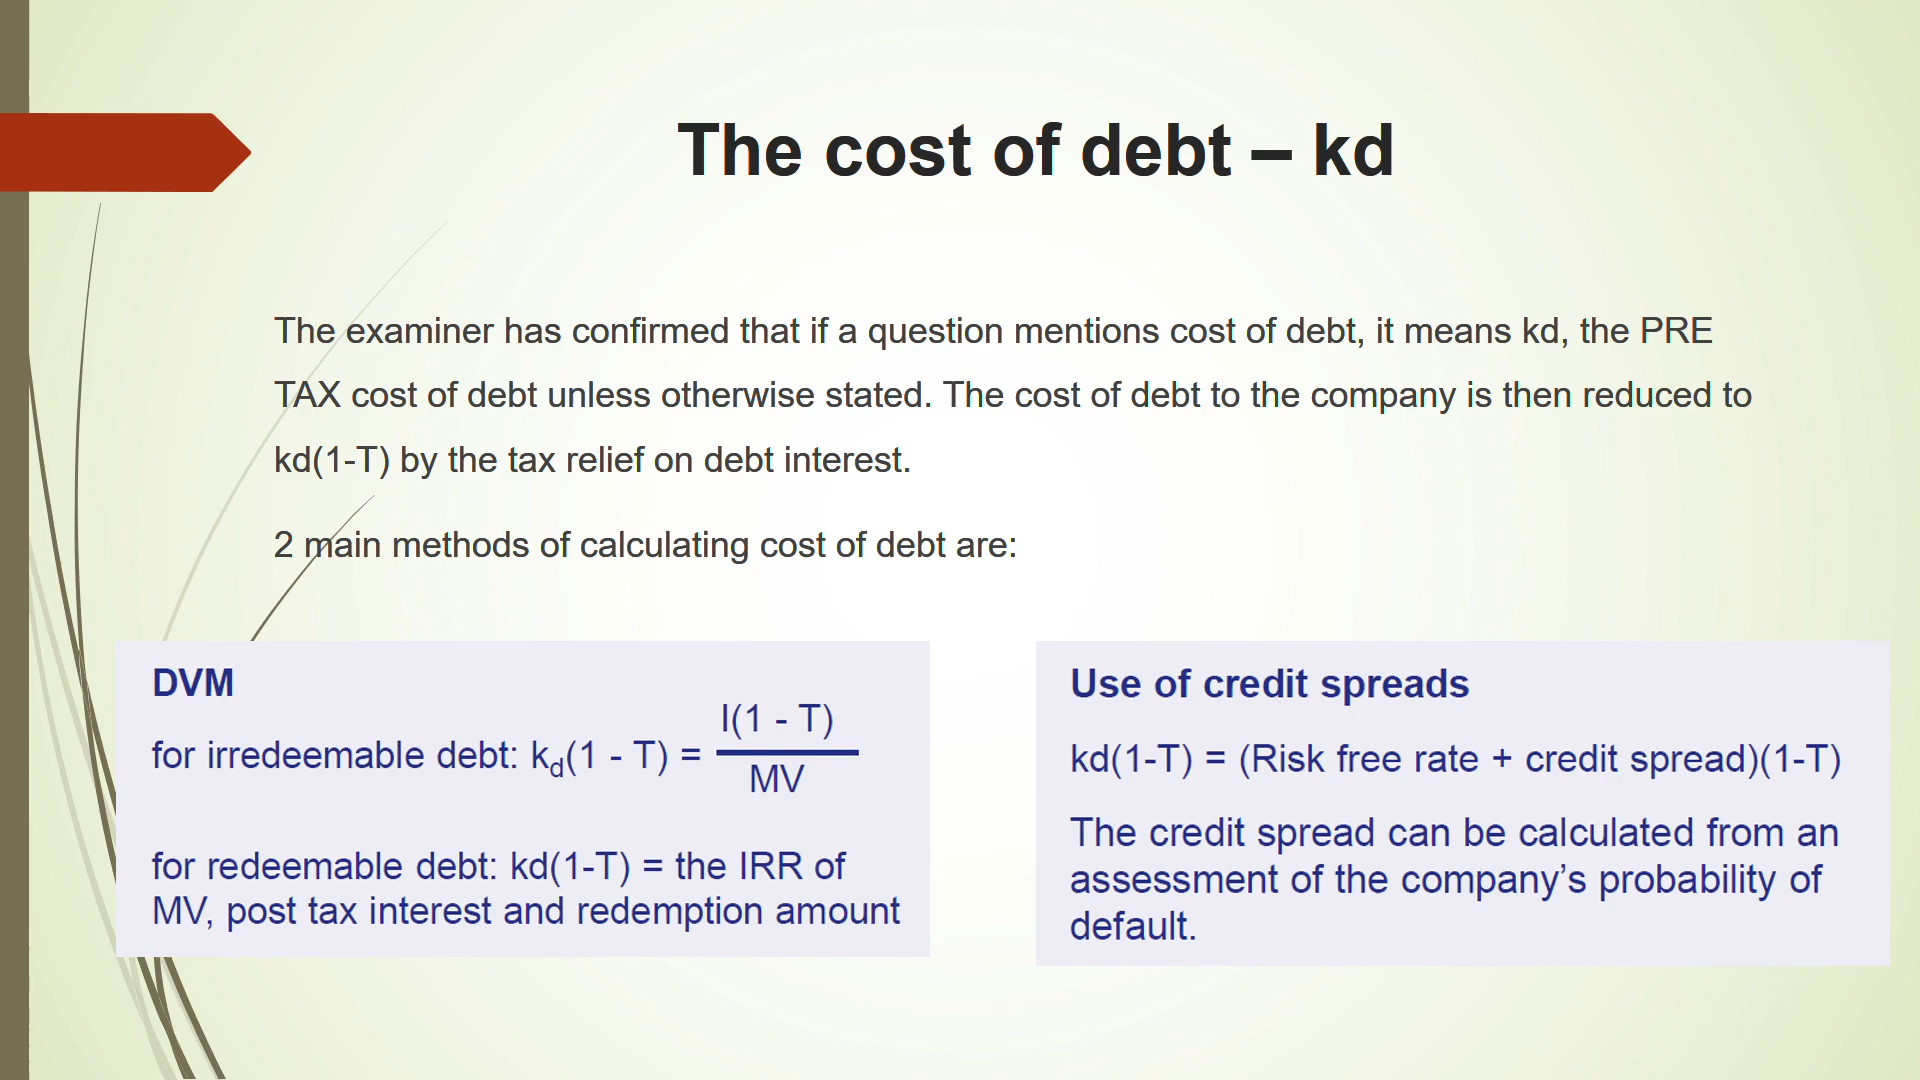 The cost of debt – kd
The examiner has confirmed that if a question mentions cost of debt, it means kd, the PRE
TAX cost of debt unless otherwise stated. The cost of debt to the company is then reduced to
kd(1-T) by the tax relief on debt interest.
2 main methods of calculating cost of debt are:
DVM
for irredeemable debt: kd(1 - T) = I(1 - T)
MV
for redeemable debt: kd(1-T) = the IRR of
MV, post tax interest and redemption amount
Use of credit spreads
kd(1-T) = (Risk free rate + credit spread)(1-T)
The credit spread can be calculated from an
assessment of the company’s probability of
default.